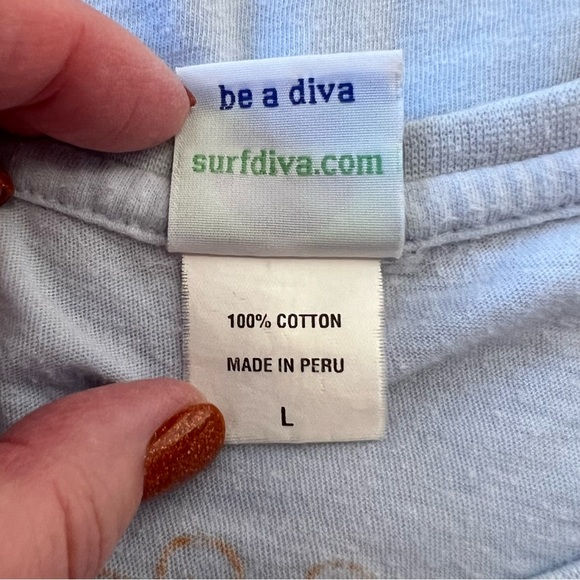 be a diva
surfdiva.com
100% COTTON
MADE IN PERU
L